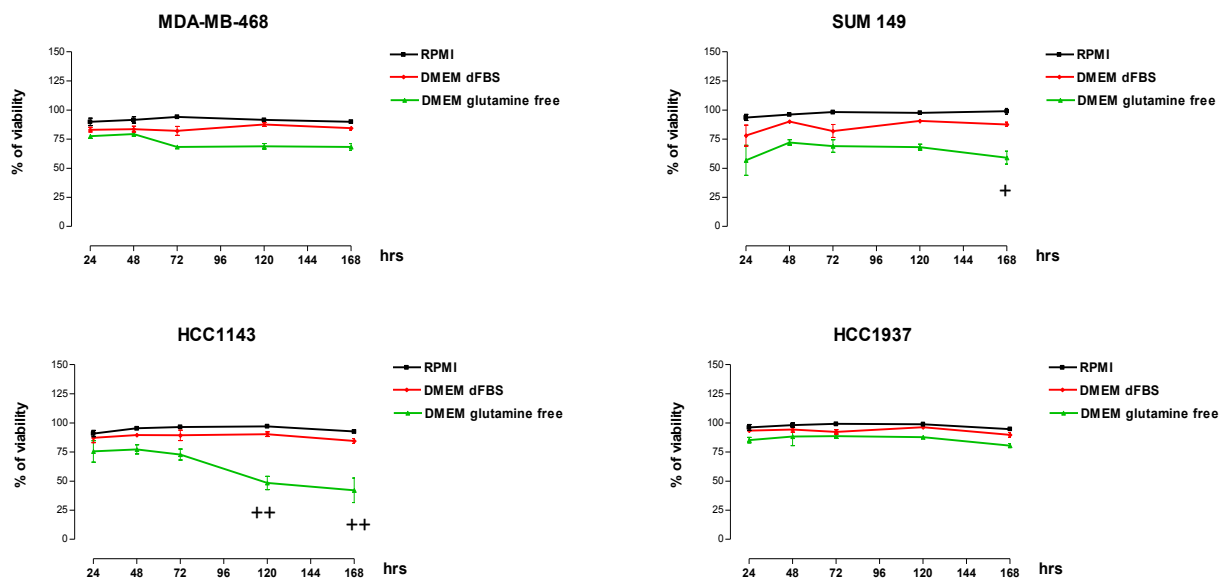 MDA-MB-468
150
125
100
75
50
25
0
% of viability
24 48 72 96 120 144 168 hrs
RPMI
DMEM dFBS
DMEM glutamine free
SUM 149
150
125
100
75
50
25
0
% of viability
+
24 48 72 96 120 144 168 hrs
RPMI
DMEM dFBS
DMEM glutamine free
HCC1143
150
125
100
75
50
25
0
% of viability
++
++
24 48 72 96 120 144 168 hrs
RPMI
DMEM dFBS
DMEM glutamine free
HCC1937
150
125
100
75
50
25
0
% of viability
24 48 72 96 120 144 168 hrs
RPMI
DMEM dFBS
DMEM glutamine free